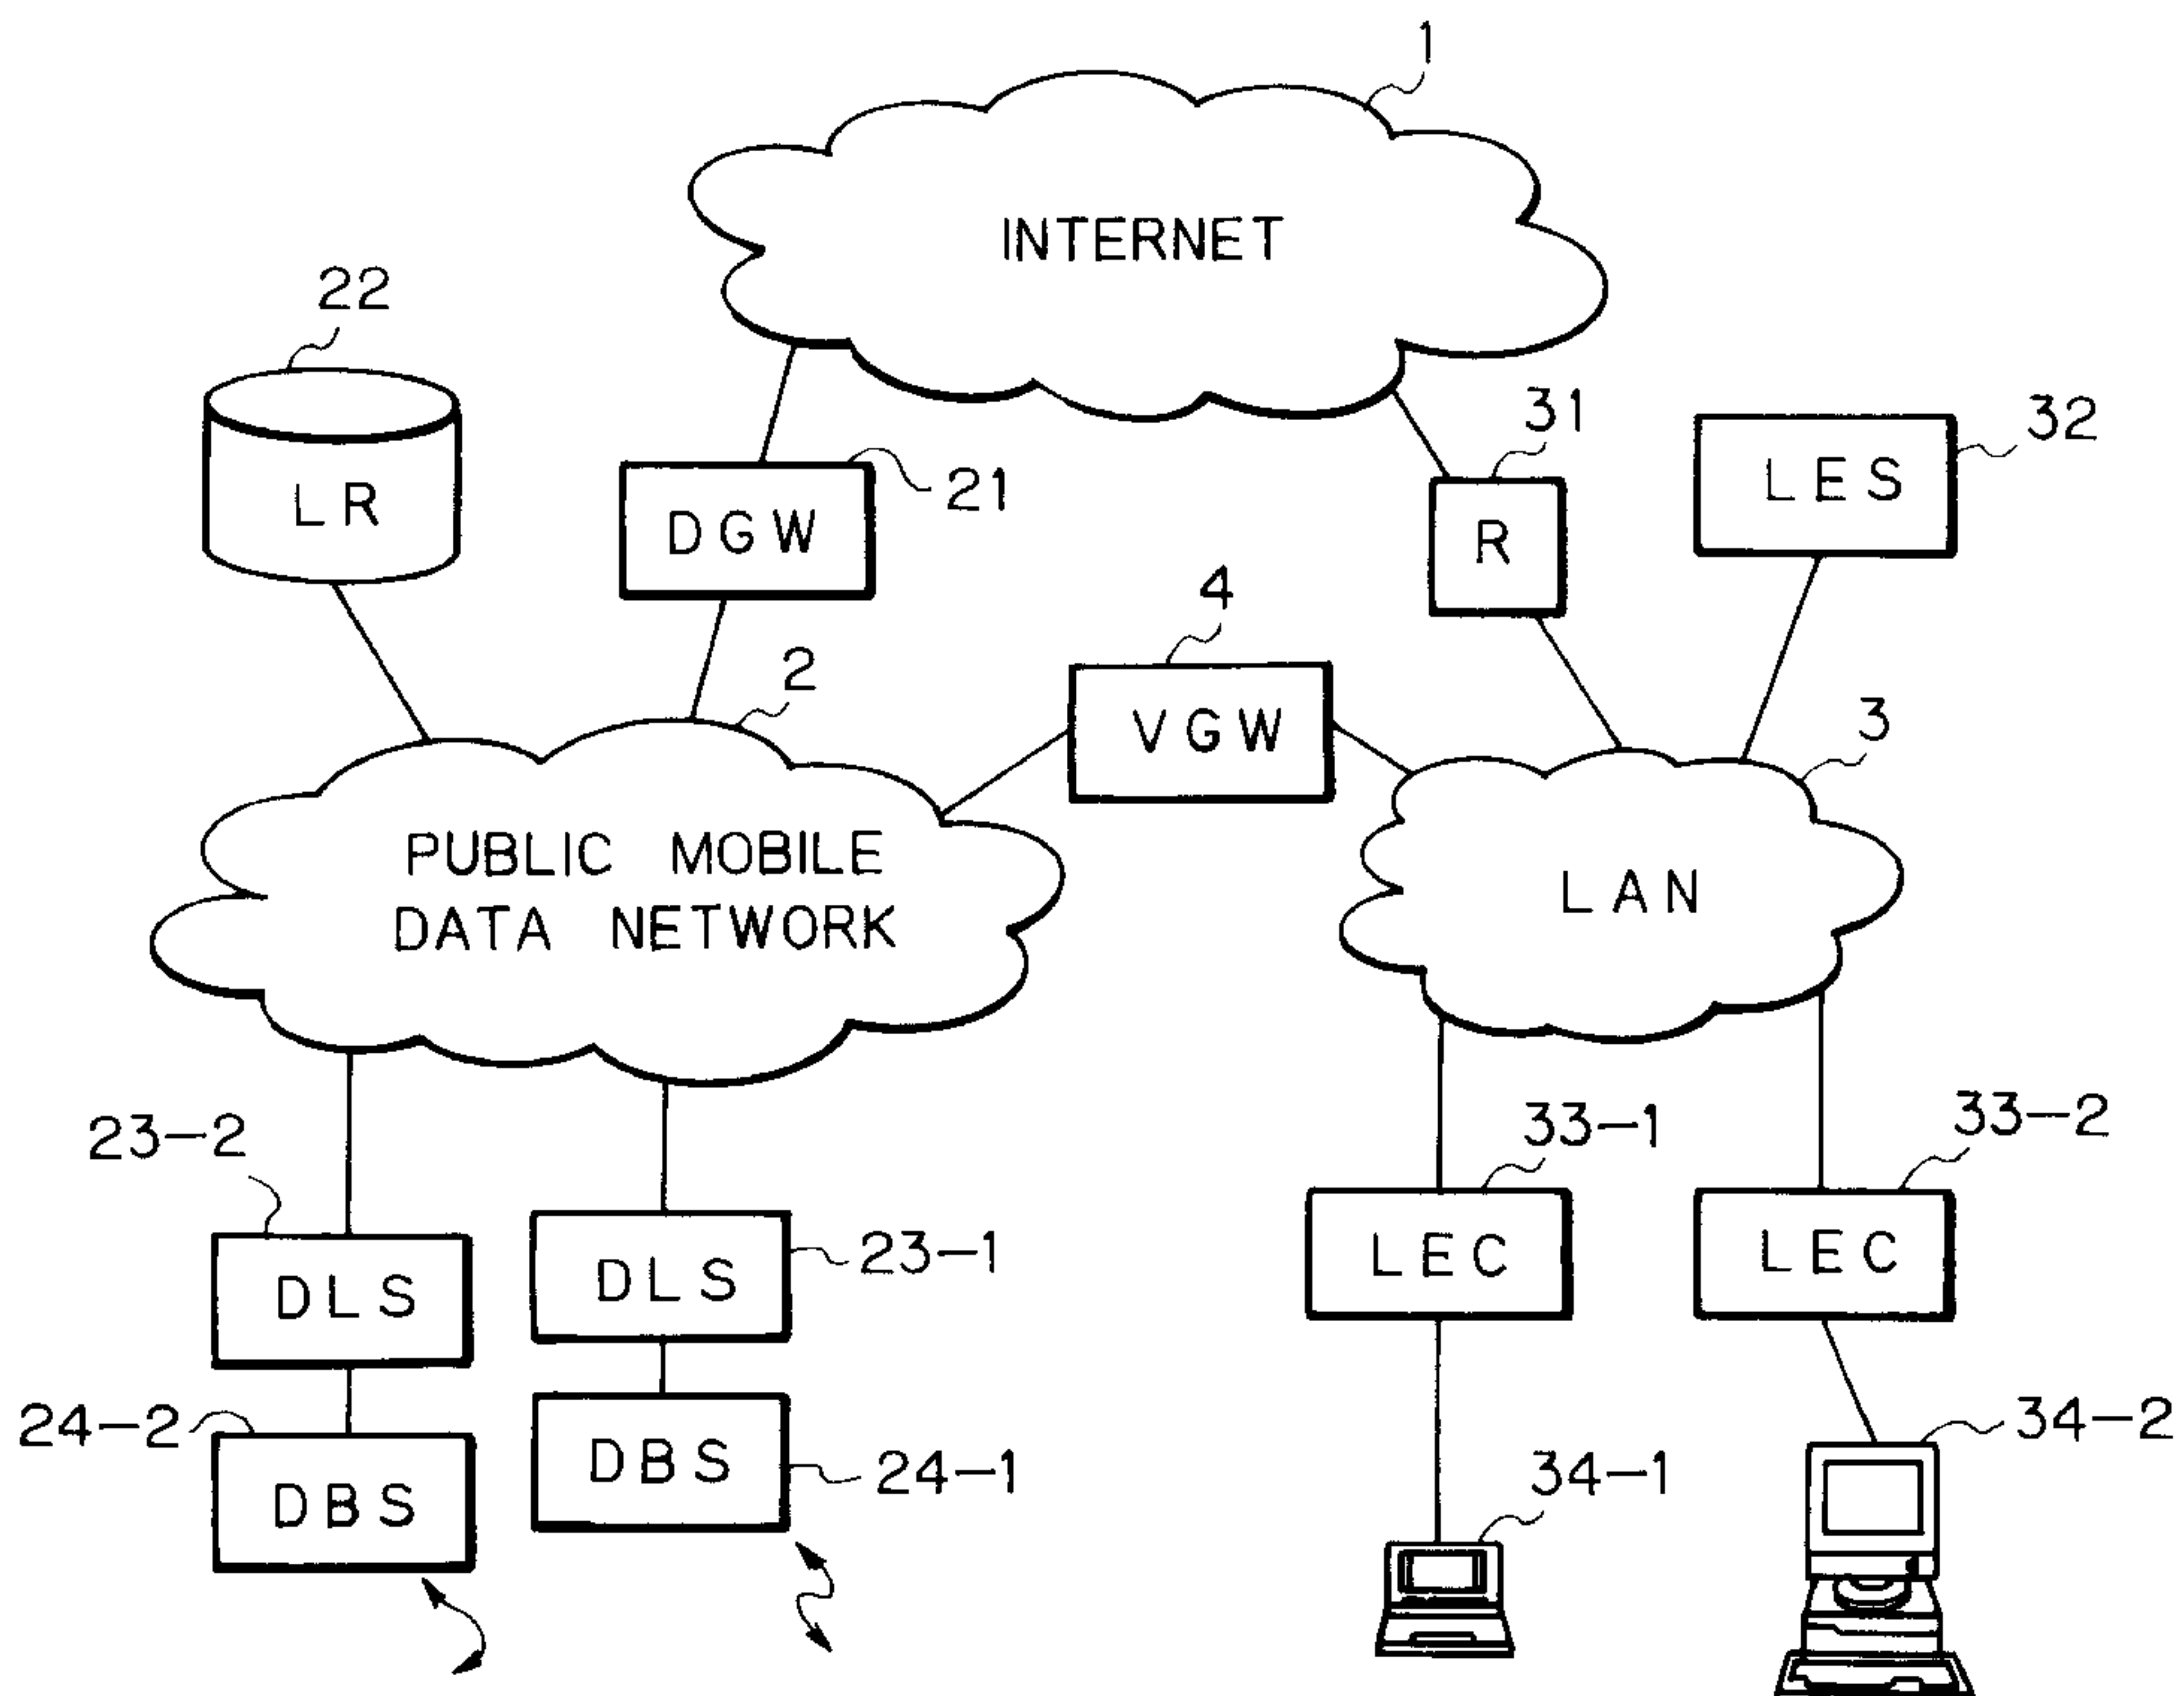 1
INTERNET
22
LR
DGW
21
31
R
32
LES
4
VGW
2
PUBLIC MOBILE
DATA NETWORK
3
LAN
23-2
DLS
23-1
DLS
24-2
DBS
24-1
DBS
33-1
LEC
33-2
LEC
34-1
34-2